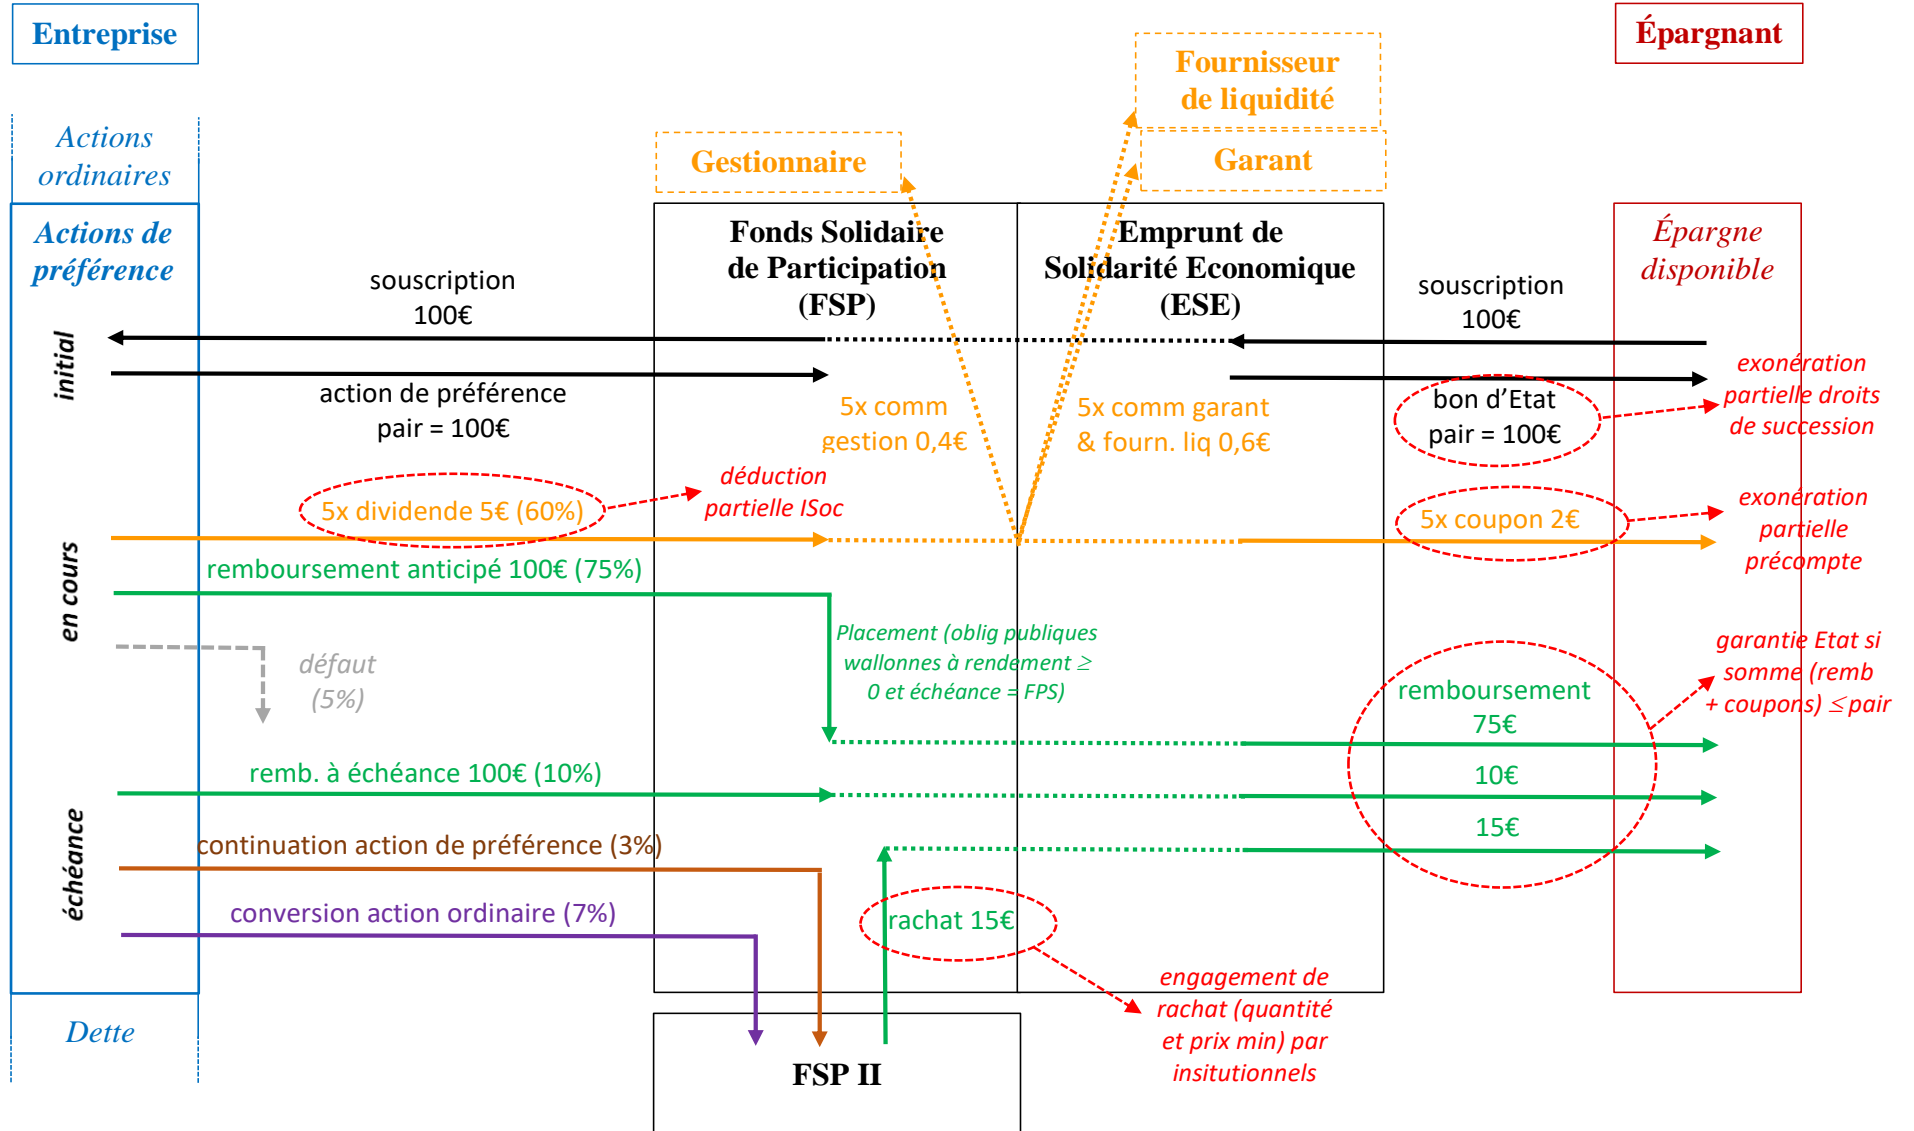 Entreprise
Épargnant
Fournisseur
de liquidité
Actions
ordinaires
Gestionnaire
Garant
Actions de
préférence
Fonds Solidaire
de Participation
(FSP)
Emprunt de
Solidarité Economique
(ESE)
Épargne
disponible
souscription
100€
souscription
100€
initial
action de préférence
pair = 100€
5x comm
gestion 0,4€
5x comm garant
& fourn. liq 0,6€
bon d’Etat
pair = 100€
exonération
partielle droits
de succession
5x dividende 5€ (60%)
déduction
partielle ISoc
5x coupon 2€
exonération
partielle
précompte
en cours
remboursement anticipé 100€ (75%)
défaut
(5%)
Placement (oblig publiques
wallonnes à rendement ≥
0 et échéance = FPS)
remboursement
75€
garantie Etat si
somme (remb
+ coupons) ≤ pair
remb. à échéance 100€ (10%)
10€
échéance
continuation action de préférence (3%)
15€
conversion action ordinaire (7%)
rachat 15€
engagement de
rachat (quantité
et prix min) par
insitutionnels
Dette
FSP II